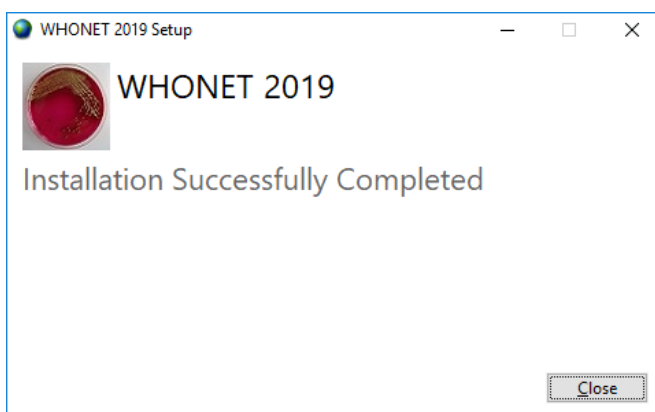 WHONET 2019 Setup
WHONET 2019
Installation Successfully Completed
Close